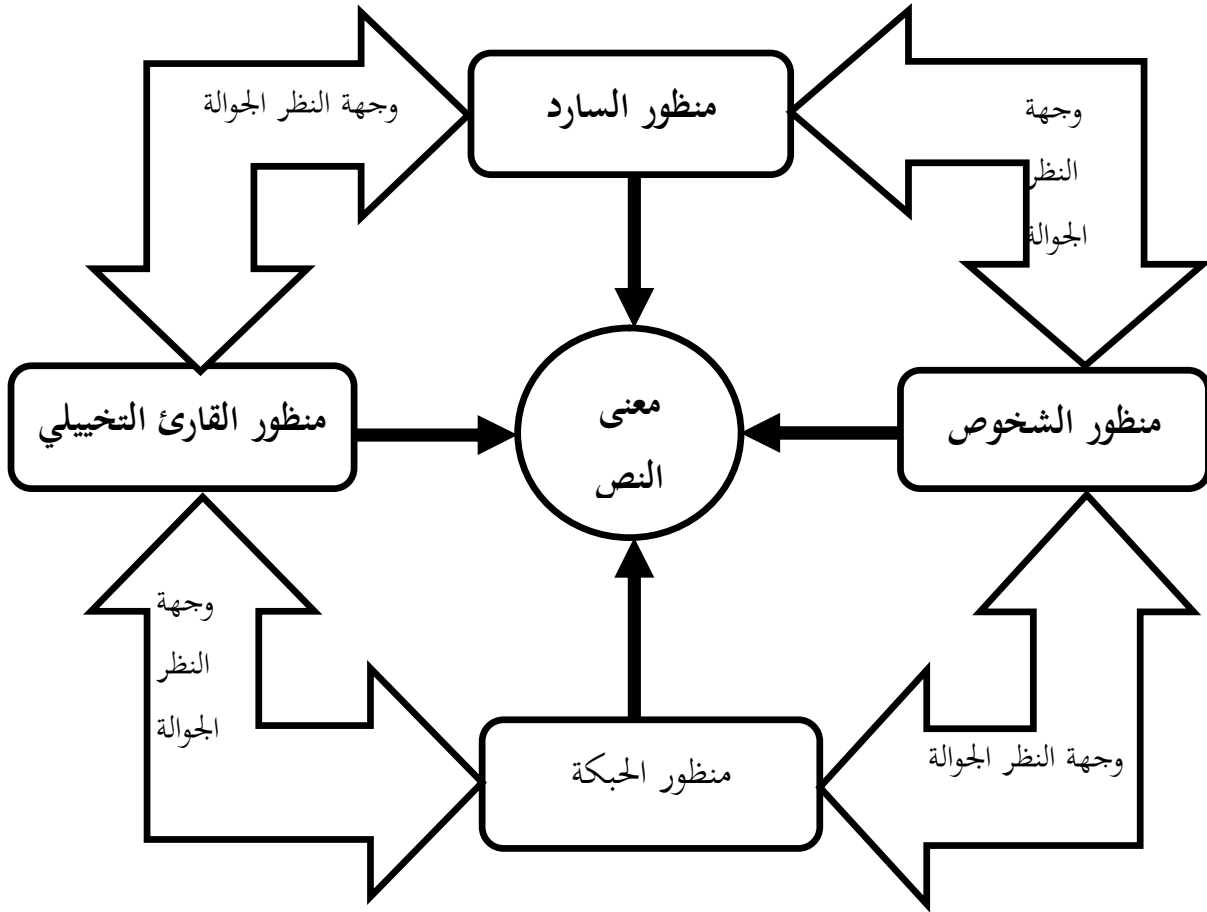 منظور السارد
وجهة
النظر
الجوالة
وجهة النظر الجوالة
منظور الشخوص
معنى
النص
منظور القارئ التخييلي
وجهة
النظر
الجوالة
وجهة النظر الجوالة
منظور الحبكة